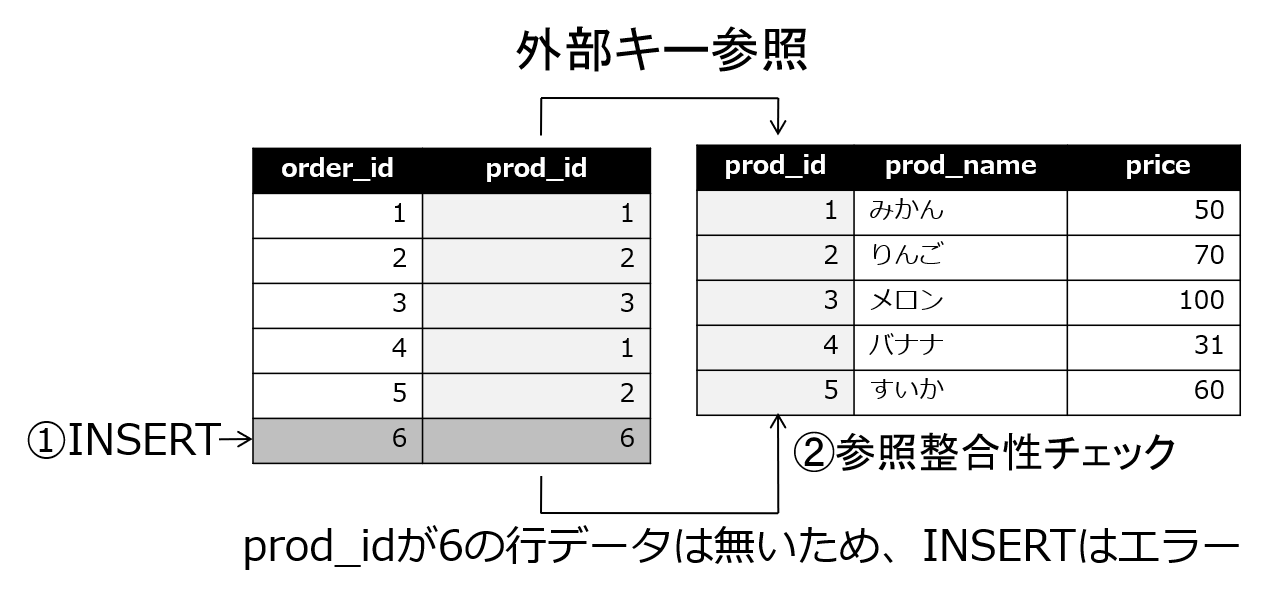 外部キー参照
order_id prod_id
1 1
2 2
3 3
4 1
5 2
6 6
prod_id prod_name price
1 みかん 50
2 りんご 70
3 メロン 100
4 バナナ 31
5 すいか 60
①INSERT
②参照整合性チェック
prod_idが6の行データは無いため、INSERTはエラー